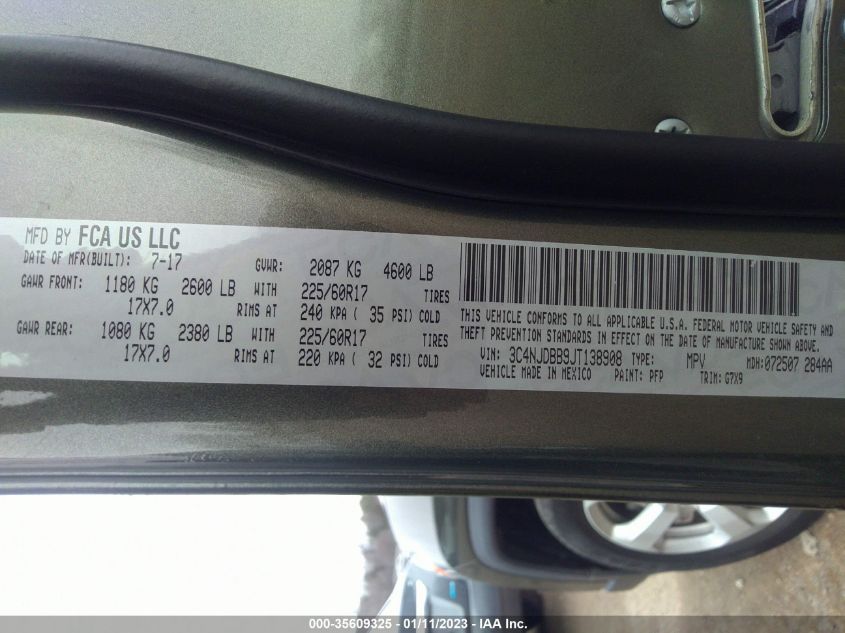 MFD BY FCA US LLC
DATE OF MFR(BUILT): 7-17 GVWR: 2087 KG 4600 LB
GAWR FRONT: 1180 KG 2600 LB WITH 225/60R17 TIRES
17X7.0 RIMS AT 240 KPA ( 35 PSI) COLD
GAWR REAR: 1080 KG 2380 LB WITH 225/60R17 TIRES
17X7.0 RIMS AT 220 KPA ( 32 PSI) COLD
THIS VEHICLE CONFORMS TO ALL APPLICABLE U.S.A. FEDERAL MOTOR VEHICLE SAFETY AND
THEFT PREVENTION STANDARDS IN EFFECT ON THE DATE OF MANUFACTURE SHOWN ABOVE.
VIN: 3C4NJDBB9JT138908 TYPE: MPV MDH:072507 284AA
VEHICLE MADE IN MEXICO PAINT: PFP TRIM: G7X9
000-35609325 - 01/11/2023 - IAA Inc.